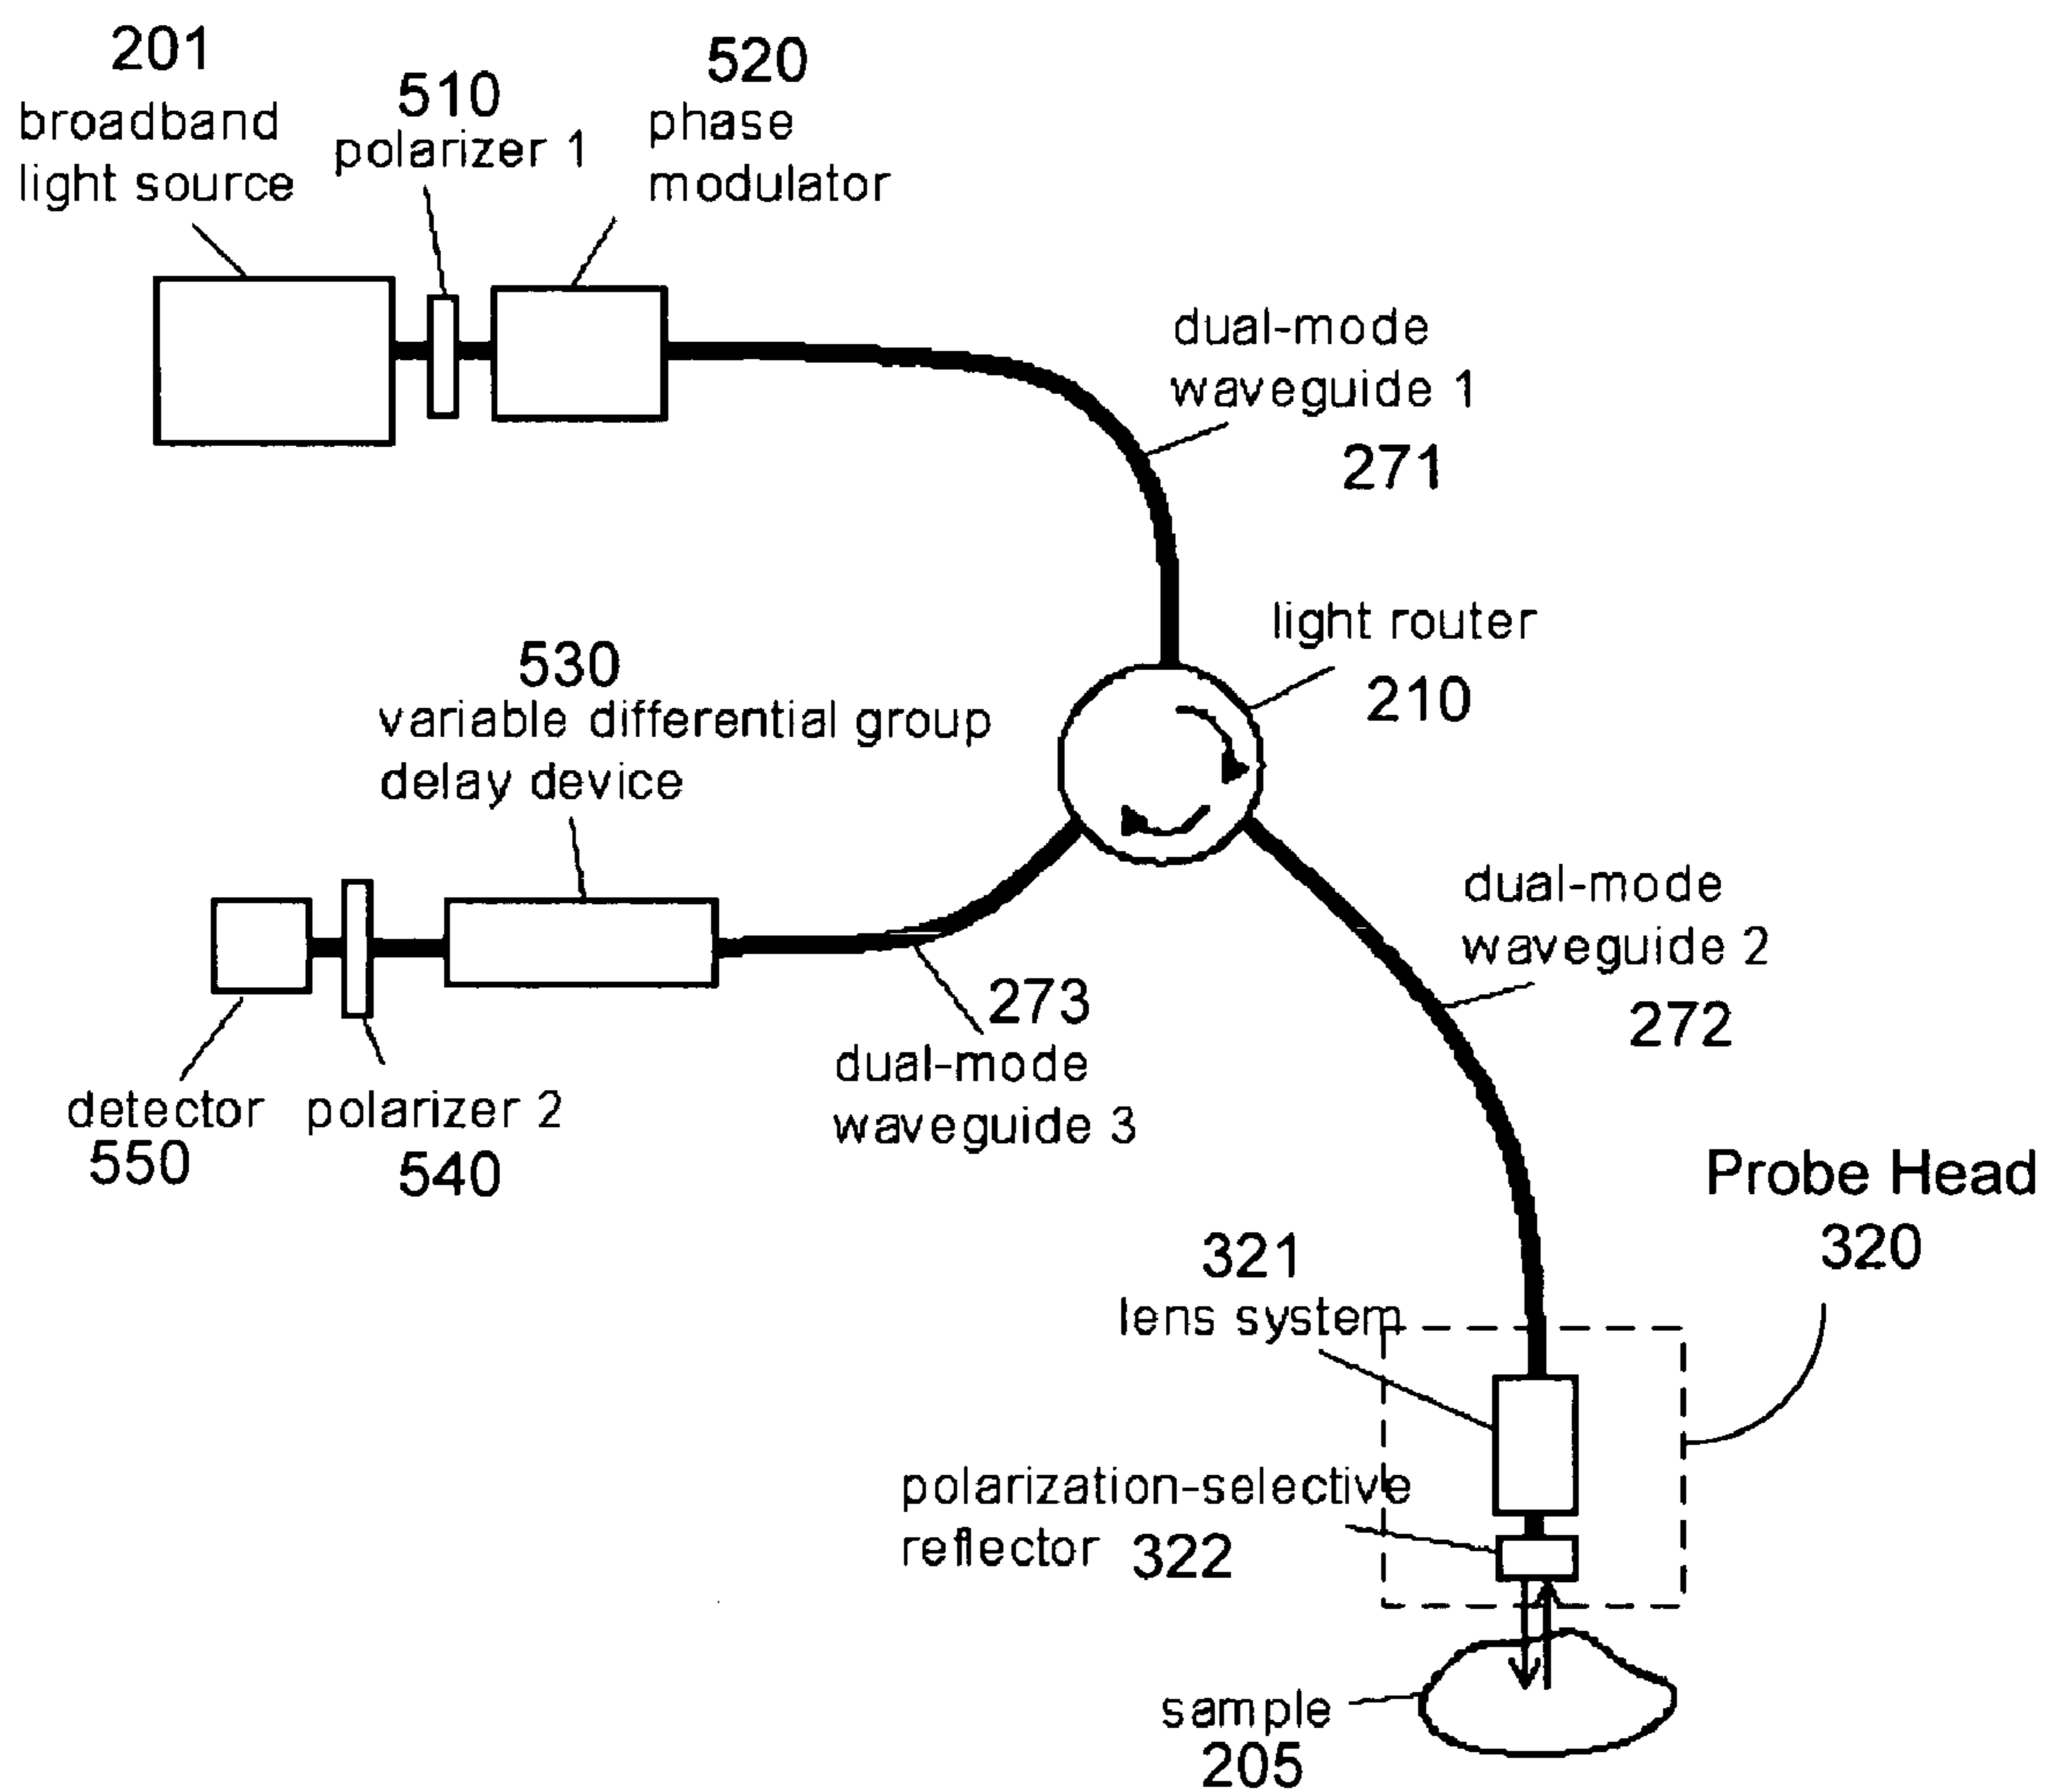 201
broadband
light source
510
polarizer 1
520
phase
modulator
dual-mode
waveguide 1
271
light router
210
530
variable differential group
delay device
dual-mode
waveguide 2
272
273
dual-mode
waveguide 3
detector
550
polarizer 2
540
Probe Head
320
321
lens system
polarization-selective
reflector 322
sample
205